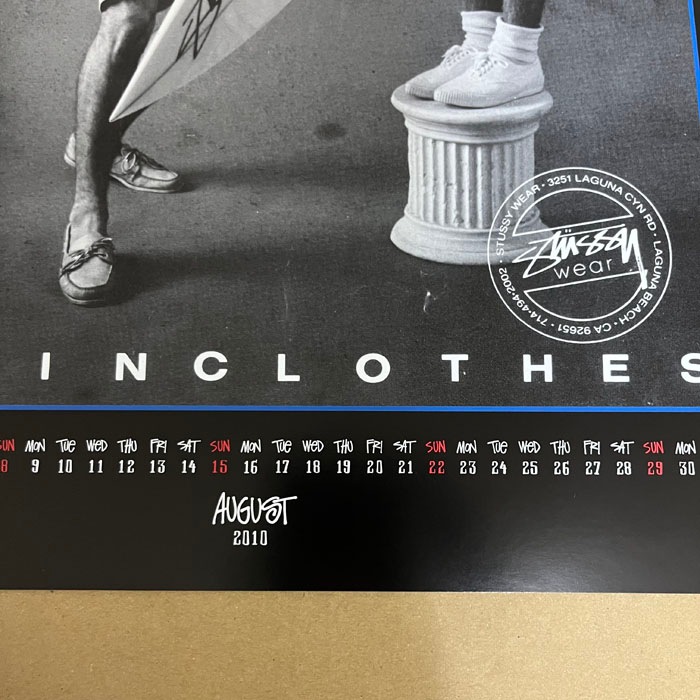 STUSSY WEAR · 3251 LAGUNA CYN RD · LAGUNA BEACH · CA 92651 · 714-494-2002 ·
Stüssy
wear
INCLOTHES
SUN MON TUE WED THU FRI SAT SUN MON TUE WED THU FRI SAT SUN MON TUE WED THU FRI SAT SUN MON
8 9 10 11 12 13 14 15 16 17 18 19 20 21 22 23 24 25 26 27 28 29 30
AUGUST
2010